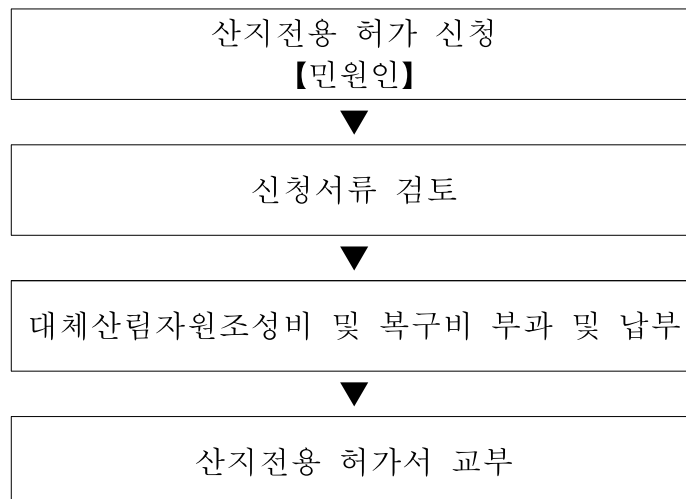 산지전용 허가 신청
【민원인】
▼
신청서류 검토
▼
대체산림자원조성비 및 복구비 부과 및 납부
▼
산지전용 허가서 교부